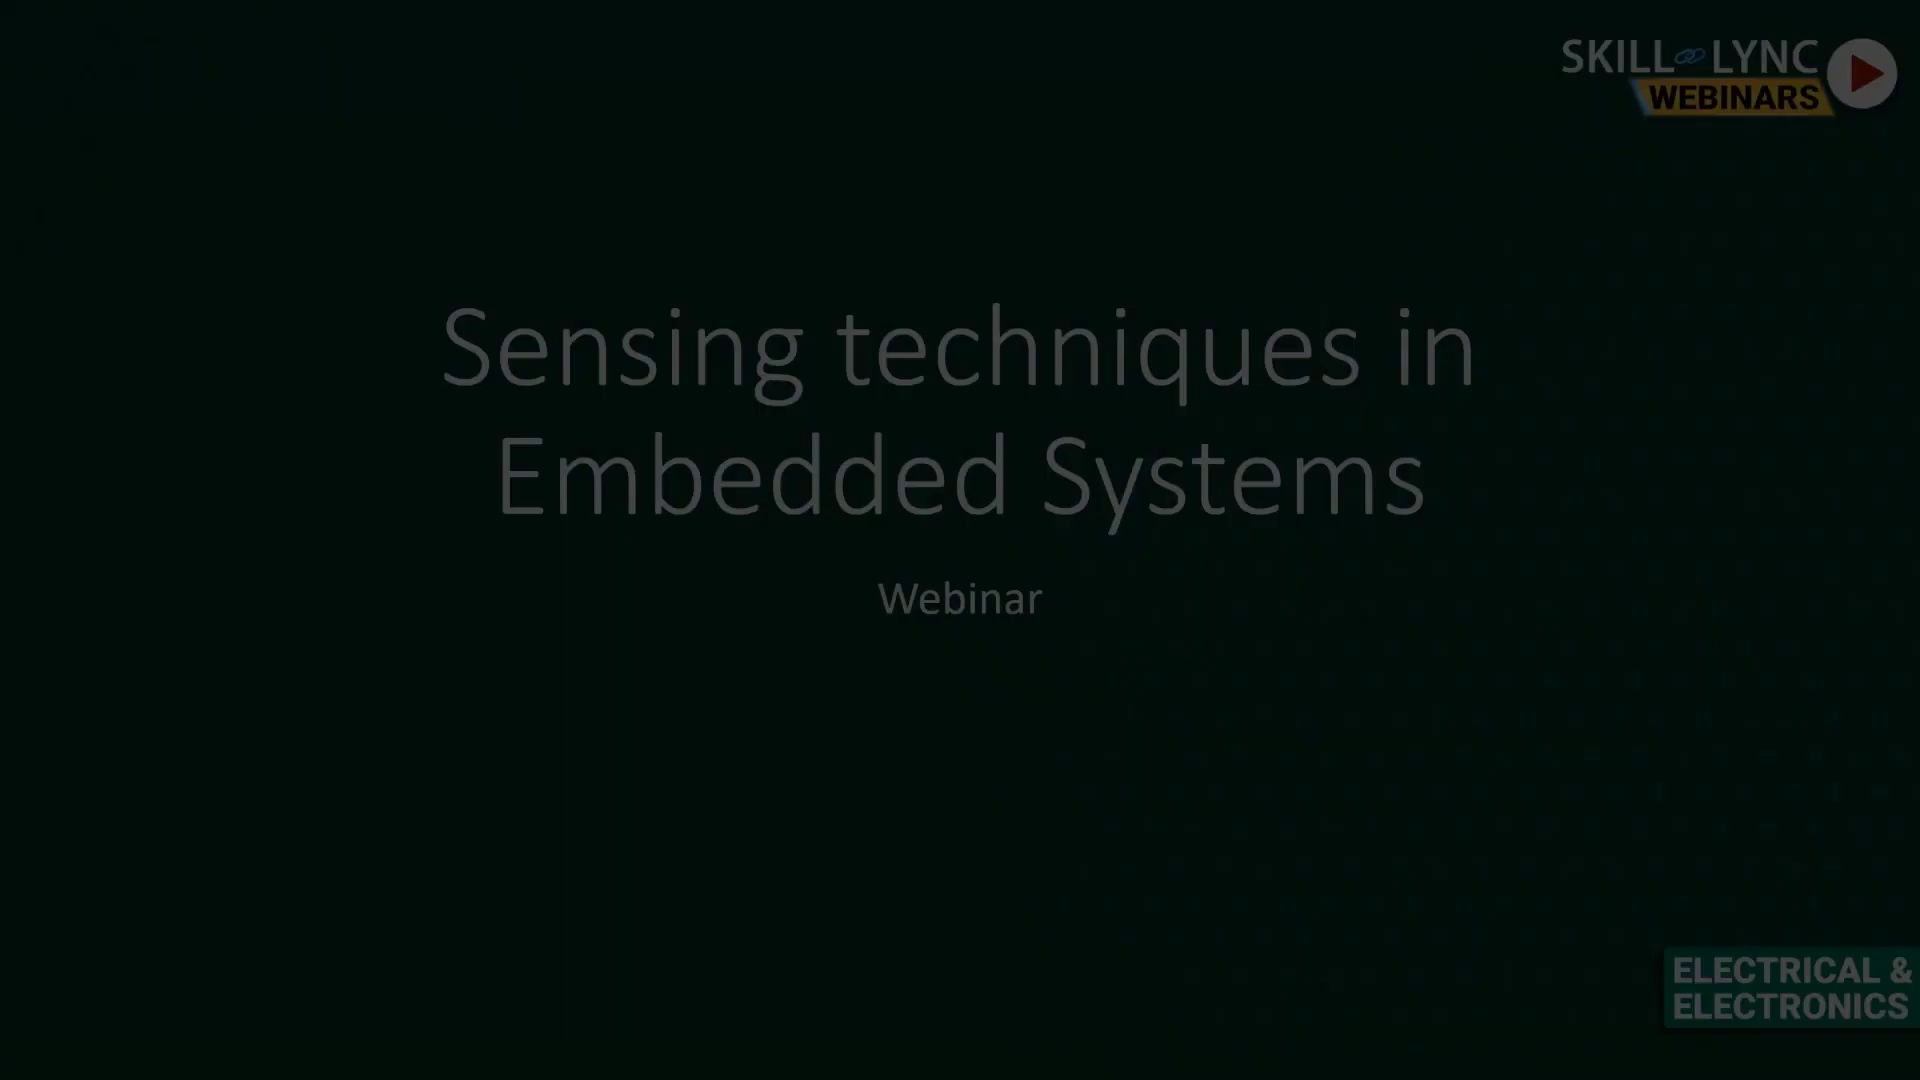 SKILL LYNC
WEBINARS
Sensing techniques in
Embedded Systems
Webinar
ELECTRICAL &
ELECTRONICS